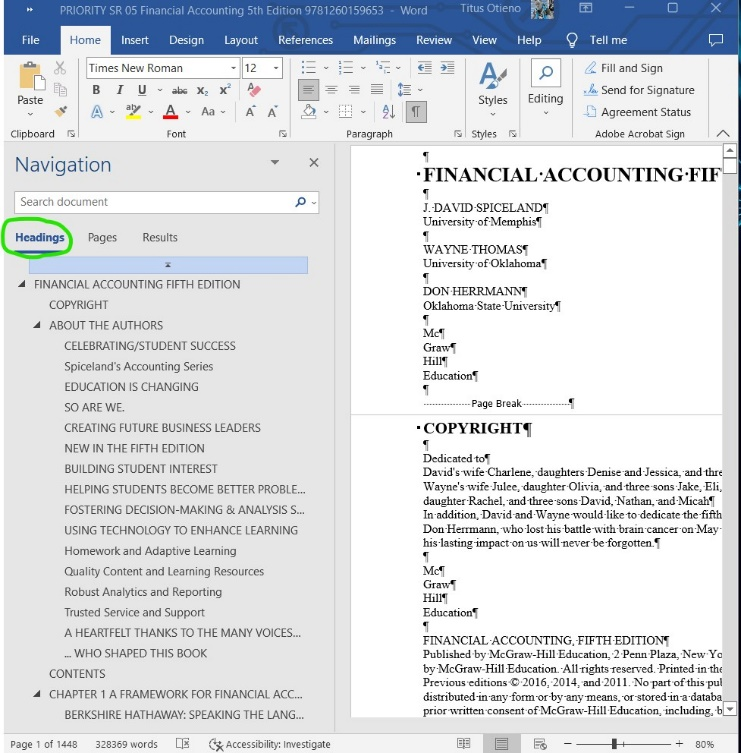 PRIORITY SR 05 Financial Accounting 5th Edition 9781260159653 - Word
Titus Otieno
File Home Insert Design Layout References Mailings Review View Help Tell me
Times New Roman 12
Paste
B I U abc X₂ X²
A aby A Aa A A
Styles
Editing
Fill and Sign
Send for Signature
Agreement Status
Clipboard Font Paragraph Styles Adobe Acrobat Sign
Navigation
Search document
Headings Pages Results
FINANCIAL ACCOUNTING FIFTH EDITION
COPYRIGHT
ABOUT THE AUTHORS
CELEBRATING/STUDENT SUCCESS
Spiceland's Accounting Series
EDUCATION IS CHANGING
SO ARE WE.
CREATING FUTURE BUSINESS LEADERS
NEW IN THE FIFTH EDITION
BUILDING STUDENT INTEREST
HELPING STUDENTS BECOME BETTER PROBLE...
FOSTERING DECISION-MAKING & ANALYSIS S...
USING TECHNOLOGY TO ENHANCE LEARNING
Homework and Adaptive Learning
Quality Content and Learning Resources
Robust Analytics and Reporting
Trusted Service and Support
A HEARTFELT THANKS TO THE MANY VOICES...
... WHO SHAPED THIS BOOK
CONTENTS
CHAPTER 1 A FRAMEWORK FOR FINANCIAL ACC...
BERKSHIRE HATHAWAY: SPEAKING THE LANG...
¶
FINANCIAL·ACCOUNTING·FIF
¶
J.·DAVID·SPICELAND¶
University·of·Memphis¶
¶
WAYNE·THOMAS¶
University·of·Oklahoma¶
¶
DON·HERRMANN¶
Oklahoma·State·University¶
¶
Mc¶
Graw¶
Hill¶
Education¶
¶
Page Break ¶
COPYRIGHT¶
¶
Dedicated·to¶
David's·wife·Charlene,·daughters·Denise·and·Jessica,·and·thre
Wayne's·wife·Julee,·daughter·Olivia,·and·three·sons·Jake,·Eli,
daughter·Rachel,·and·three·sons·David,·Nathan,·and·Micah¶
In·addition,·David·and·Wayne·would·like·to·dedicate·the·fifth
Don·Herrmann,·who·lost·his·battle·with·brain·cancer·on·May·
his·lasting·impact·on·us·will·never·be·forgotten.¶
¶
Mc¶
Graw¶
Hill¶
Education¶
¶
FINANCIAL·ACCOUNTING,·FIFTH·EDITION¶
Published·by·McGraw-Hill·Education,·2·Penn·Plaza,·New·Yo
by·McGraw-Hill·Education.·All·rights·reserved.·Printed·in·the
Previous·editions·©·2016,·2014,·and·2011.·No·part·of·this·pub
distributed·in·any·form·or·by·any·means,·or·stored·in·a·databa
prior·written·consent·of·McGraw-Hill·Education,·including,·b
Page 1 of 1448 328369 words Accessibility: Investigate 80%